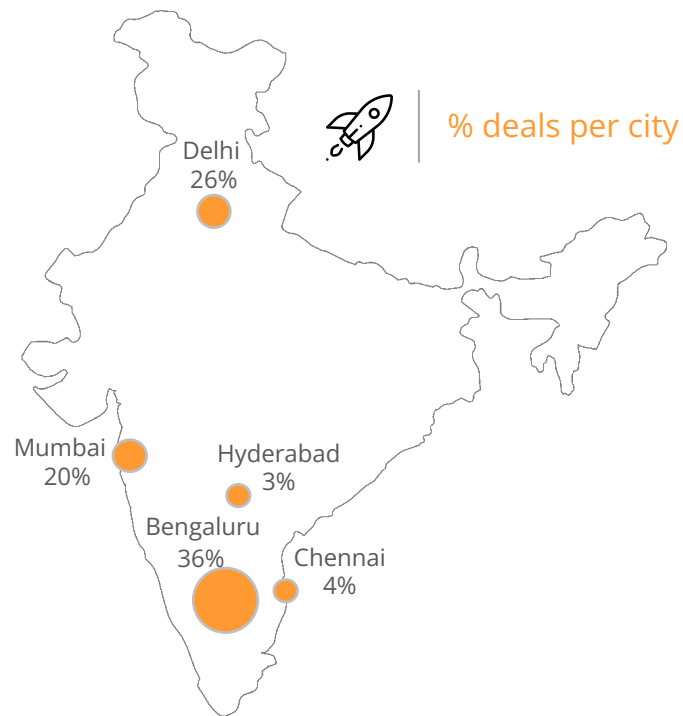 % deals per city
Delhi
26%
Mumbai
20%
Hyderabad
3%
Bengaluru
36%
Chennai
4%